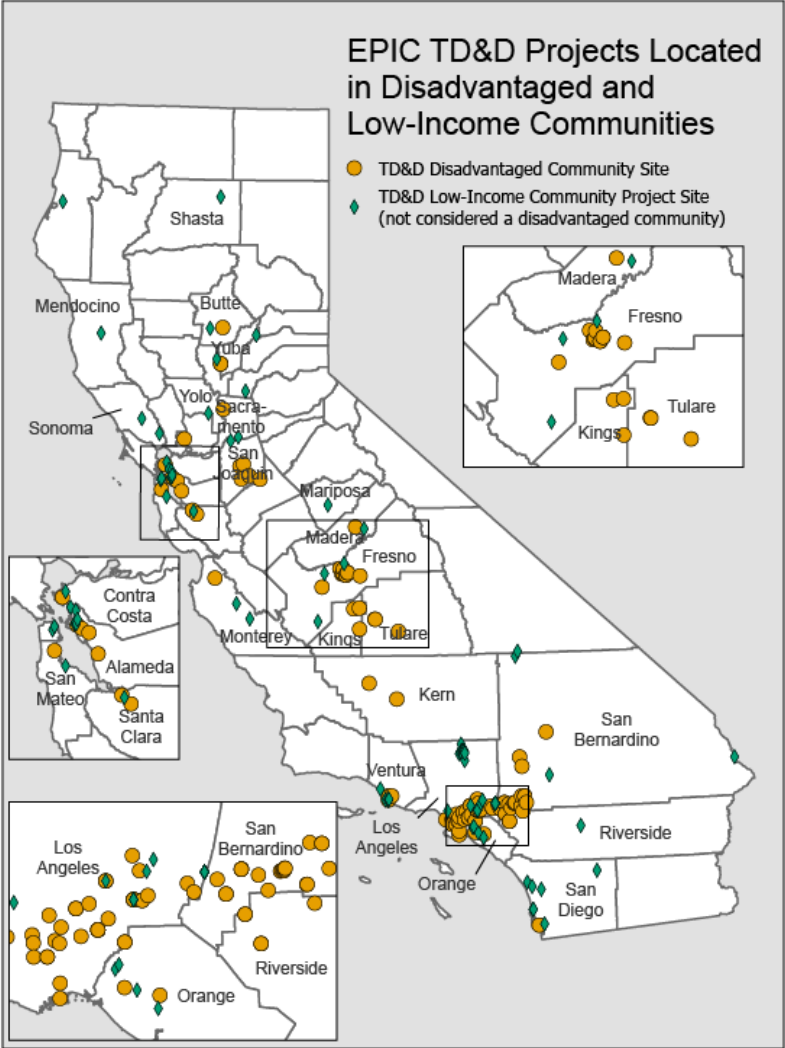 EPIC TD&D Projects Located
in Disadvantaged and
Low-Income Communities
TD&D Disadvantaged Community Site
TD&D Low-Income Community Project Site
(not considered a disadvantaged community)
Shasta
Mendocino
Butte
Yuba
Yolo
Sacra-
mento
Sonoma
San
Joaquin
Mariposa
Madera
Fresno
Monterey
Kings
Tulare
Kern
San
Bernardino
Ventura
Los
Angeles
Riverside
Orange
San
Diego
Madera
Fresno
Tulare
Kings
Contra
Costa
Alameda
San
Mateo
Santa
Clara
San
Bernardino
Los
Angeles
Riverside
Orange